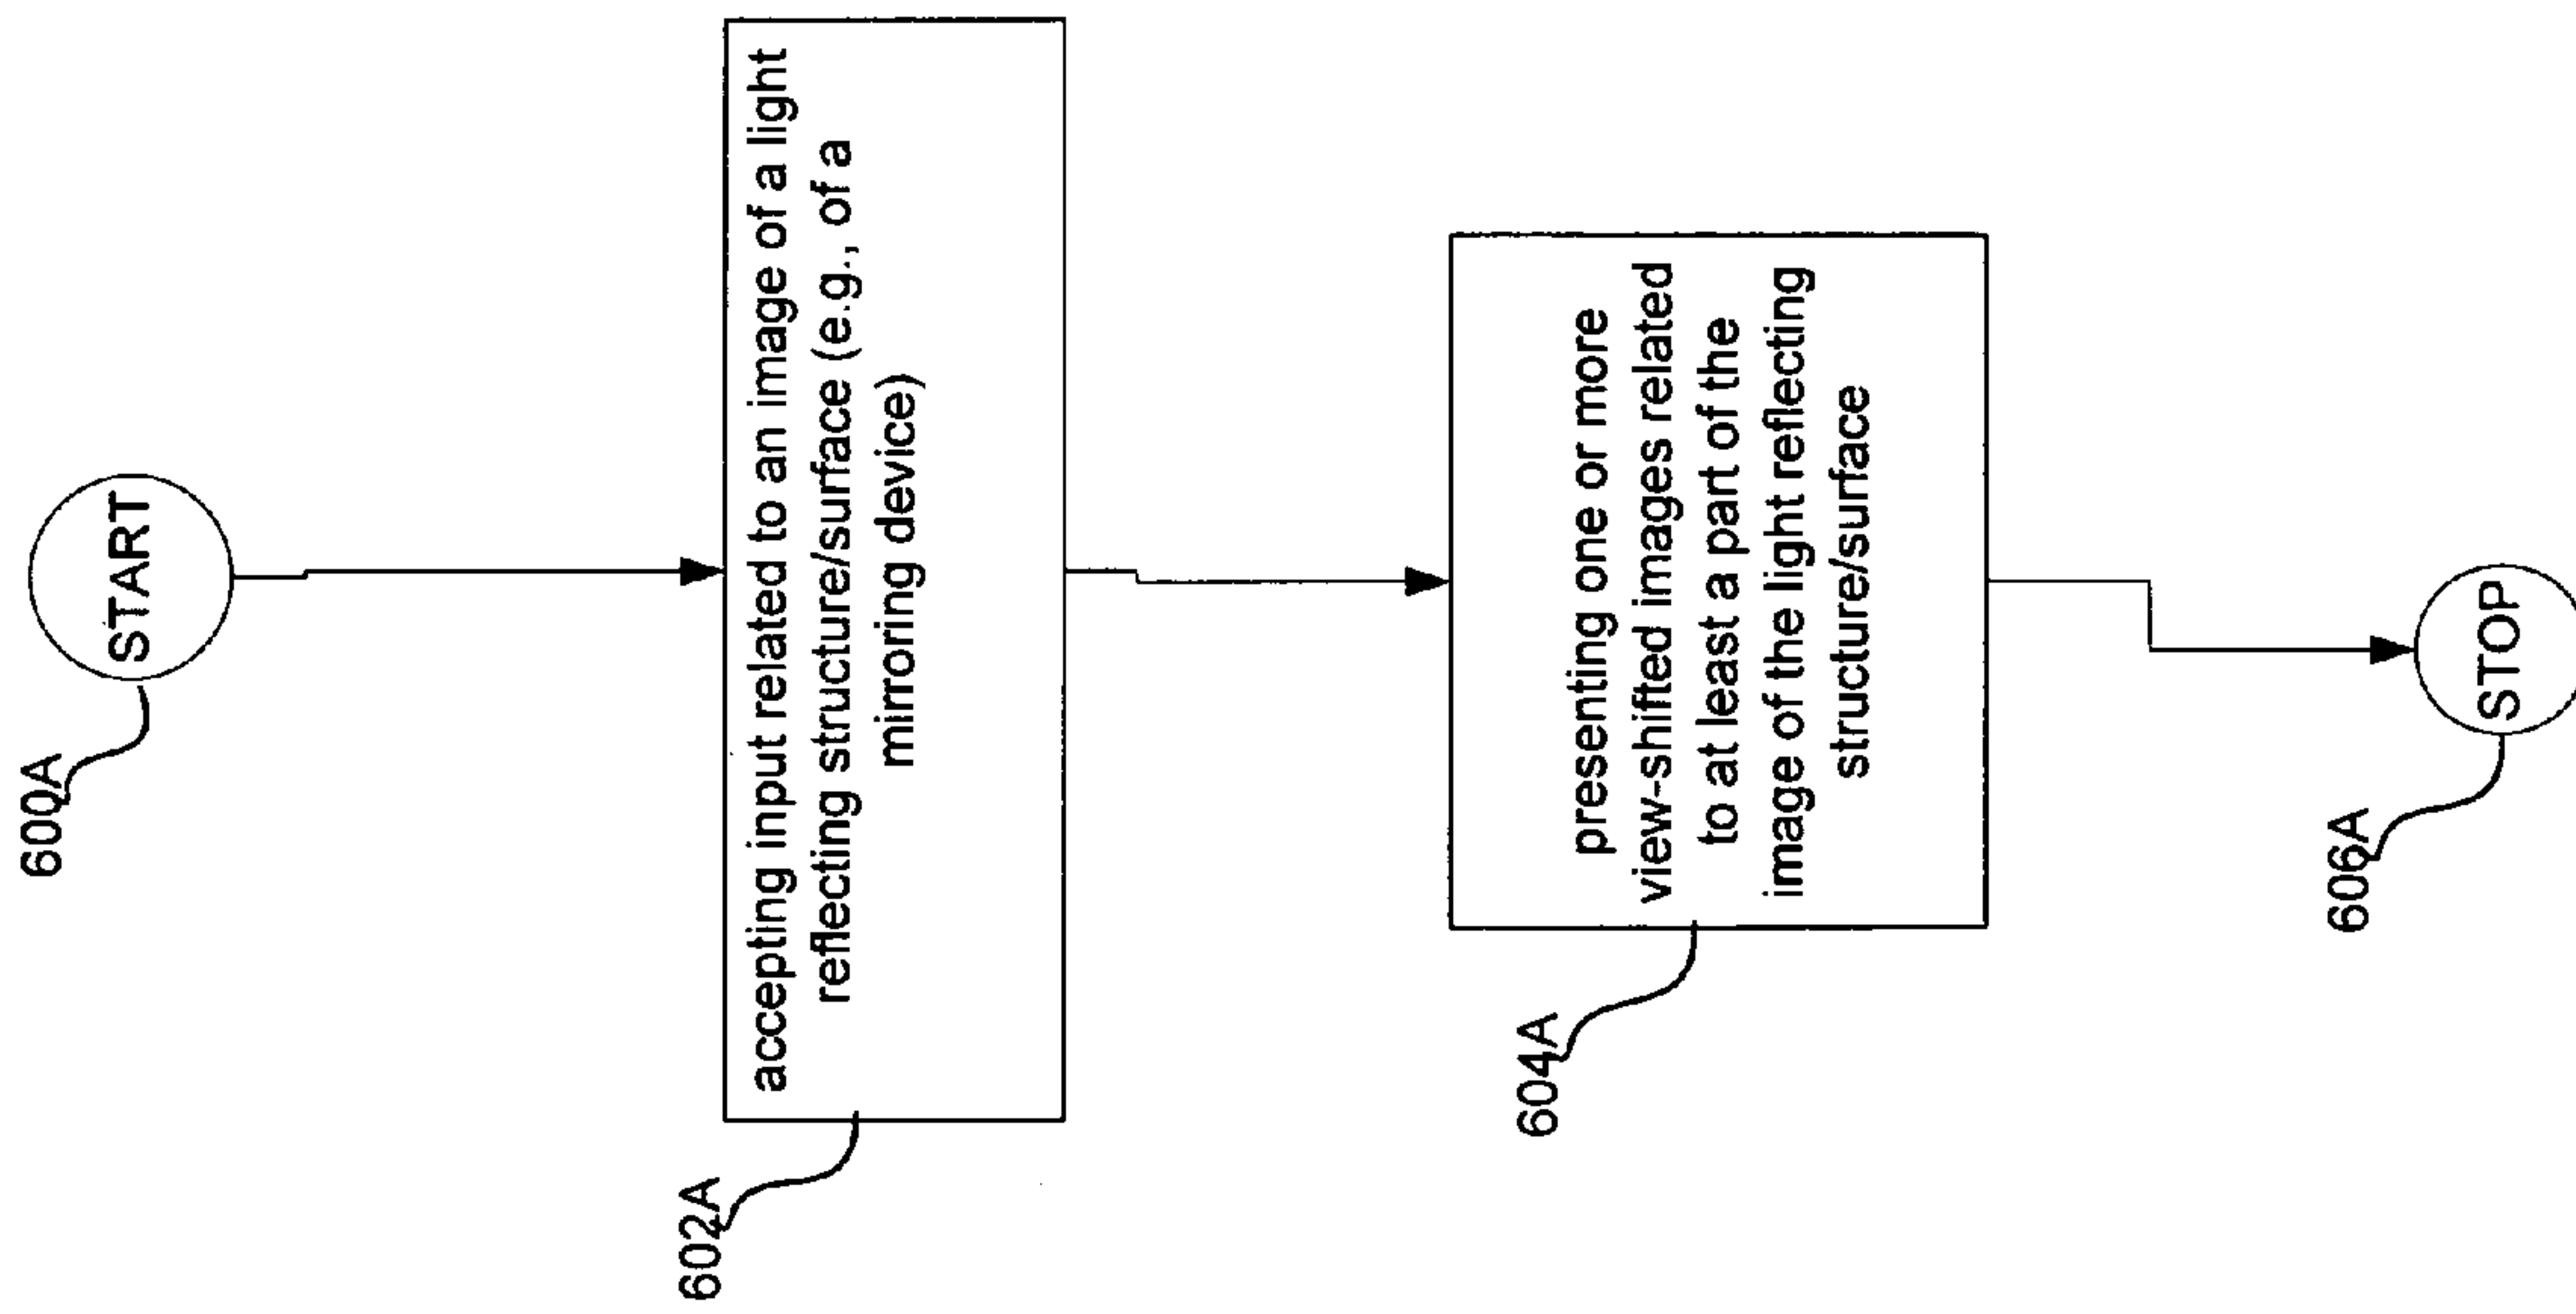 600A
START
602A
accepting input related to an image of a light
reflecting structure/surface (e.g., of a
mirroring device)
604A
presenting one or more
view-shifted images related
to at least a part of the
image of the light reflecting
structure/surface
606A
STOP